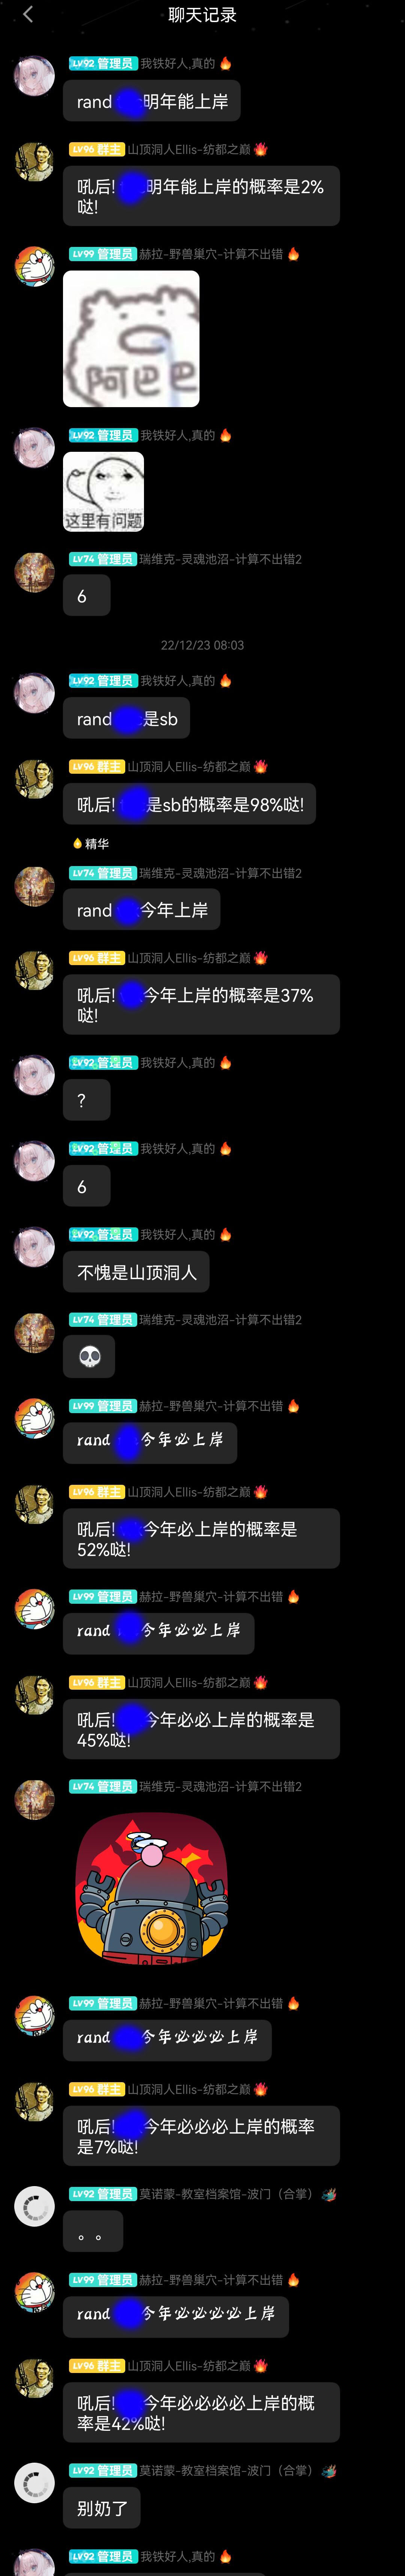 聊天记录
LV92 管理员 我铁好人,真的
rand 明年能上岸
LV96 群主 山顶洞人Ellis-纺都之巅
吼后! 明年能上岸的概率是2%
哒!
LV99 管理员 赫拉-野兽巢穴-计算不出错
阿巴巴
LV92 管理员 我铁好人,真的
这里有问题
LV74 管理员 瑞维克-灵魂池沼-计算不出错2
6
22/12/23 08:03
LV92 管理员 我铁好人,真的
rand 是sb
LV96 群主 山顶洞人Ellis-纺都之巅
吼后! 是sb的概率是98%哒!
精华
LV74 管理员 瑞维克-灵魂池沼-计算不出错2
rand 今年上岸
LV96 群主 山顶洞人Ellis-纺都之巅
吼后! 今年上岸的概率是37%
哒!
LV92 管理员 我铁好人,真的
?
LV92 管理员 我铁好人,真的
6
LV92 管理员 我铁好人,真的
不愧是山顶洞人
LV74 管理员 瑞维克-灵魂池沼-计算不出错2
LV99 管理员 赫拉-野兽巢穴-计算不出错
rand 今年必上岸
LV96 群主 山顶洞人Ellis-纺都之巅
吼后! 今年必上岸的概率是
52%哒!
LV99 管理员 赫拉-野兽巢穴-计算不出错
rand 今年必必上岸
LV96 群主 山顶洞人Ellis-纺都之巅
吼后! 今年必必上岸的概率是
45%哒!
LV74 管理员 瑞维克-灵魂池沼-计算不出错2
LV99 管理员 赫拉-野兽巢穴-计算不出错
rand 今年必必必上岸
LV96 群主 山顶洞人Ellis-纺都之巅
吼后! 今年必必必上岸的概率
是7%哒!
LV92 管理员 莫诺蒙-教室档案馆-波门（合掌）
。。
LV99 管理员 赫拉-野兽巢穴-计算不出错
rand 今年必必必必上岸
LV96 群主 山顶洞人Ellis-纺都之巅
吼后! 今年必必必必上岸的概
率是42%哒!
LV92 管理员 莫诺蒙-教室档案馆-波门（合掌）
别奶了
LV92 管理员 我铁好人,真的